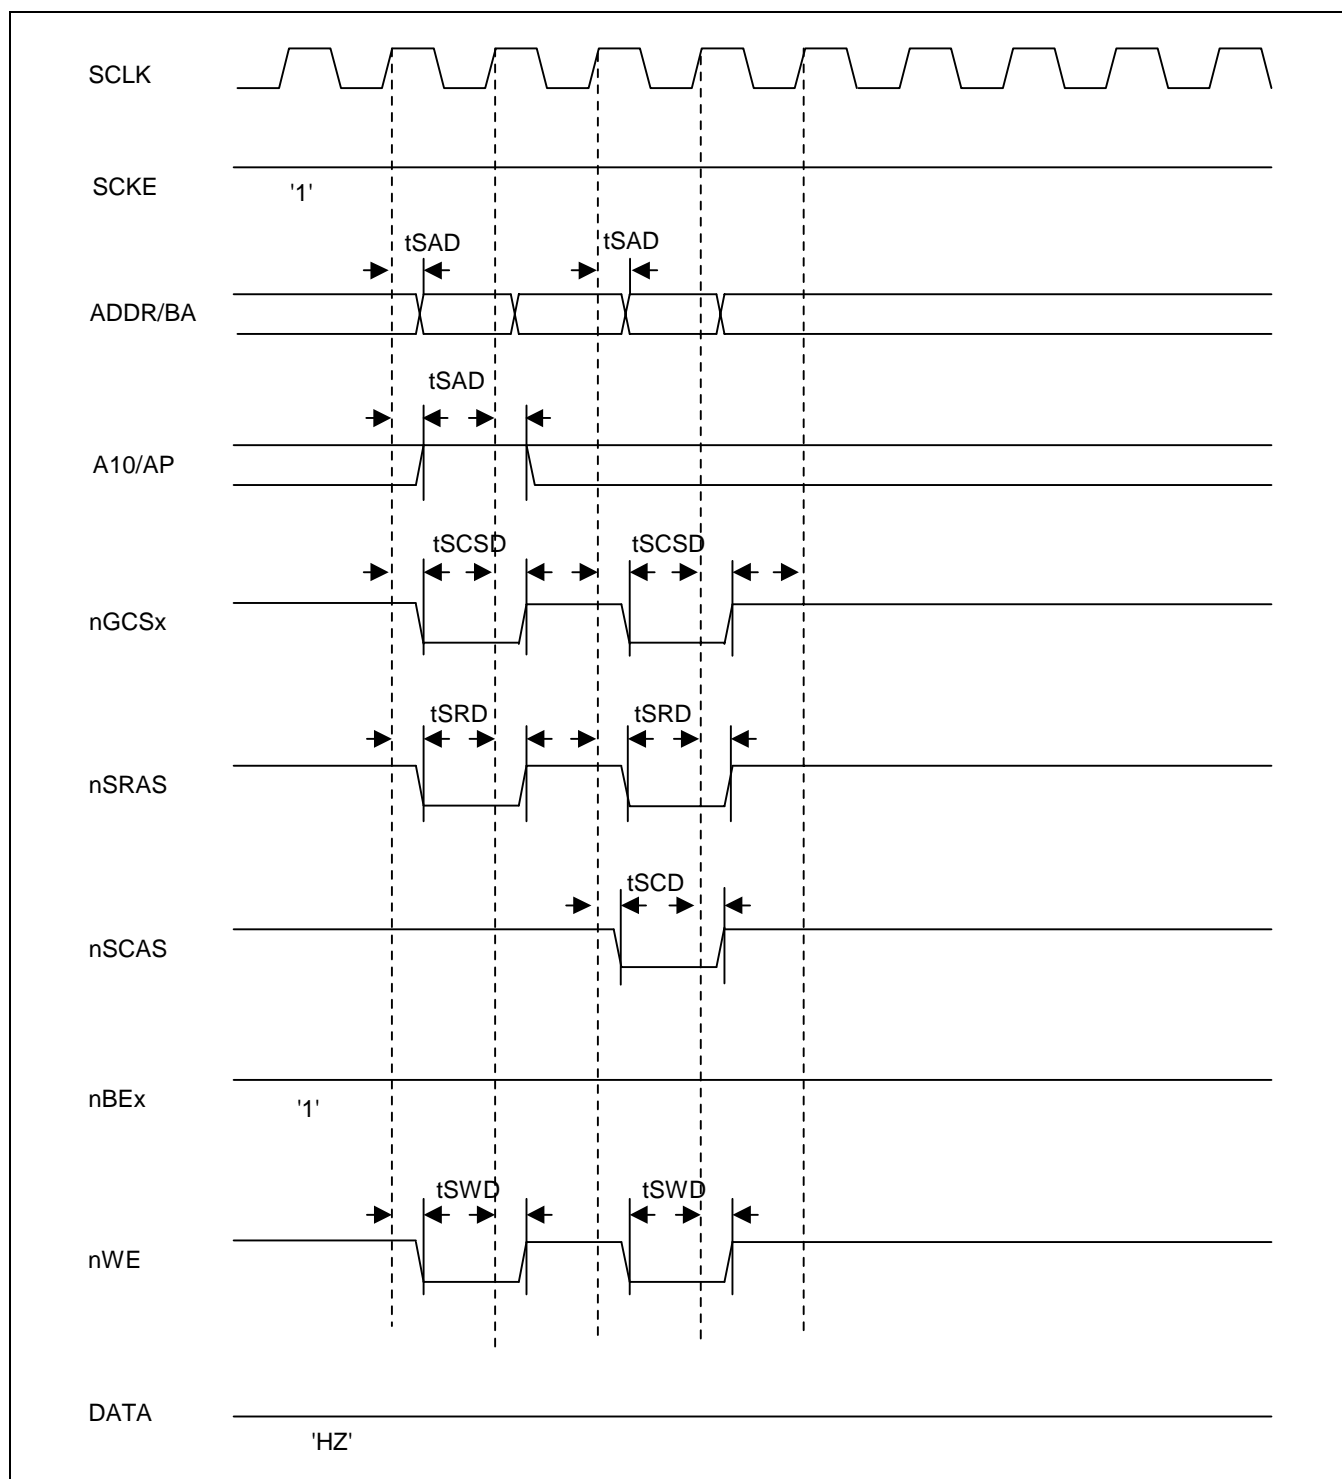 SCLK
SCKE
'1'
tSAD
tSAD
ADDR/BA
tSAD
A10/AP
tSCSD
tSCSD
nGCSx
tSRD
tSRD
nSRAS
tSCD
nSCAS
nBEx
'1'
tSWD
tSWD
nWE
DATA
'HZ'